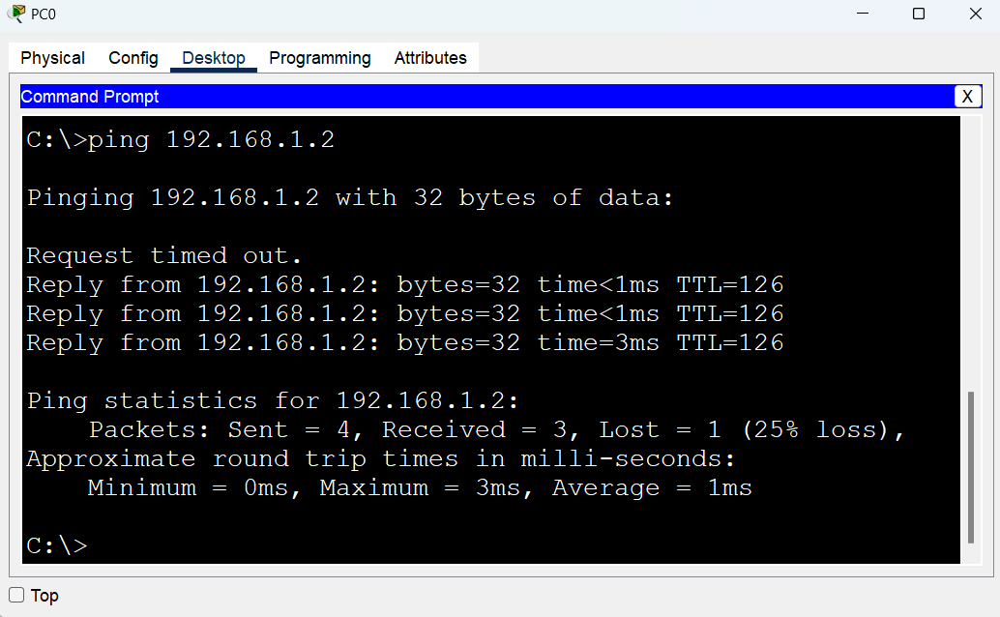 PC0
Physical Config Desktop Programming Attributes
Command Prompt X
C:\>ping 192.168.1.2
Pinging 192.168.1.2 with 32 bytes of data:
Request timed out.
Reply from 192.168.1.2: bytes=32 time<1ms TTL=126
Reply from 192.168.1.2: bytes=32 time<1ms TTL=126
Reply from 192.168.1.2: bytes=32 time=3ms TTL=126
Ping statistics for 192.168.1.2:
    Packets: Sent = 4, Received = 3, Lost = 1 (25% loss),
Approximate round trip times in milli-seconds:
    Minimum = 0ms, Maximum = 3ms, Average = 1ms
C:\>
Top